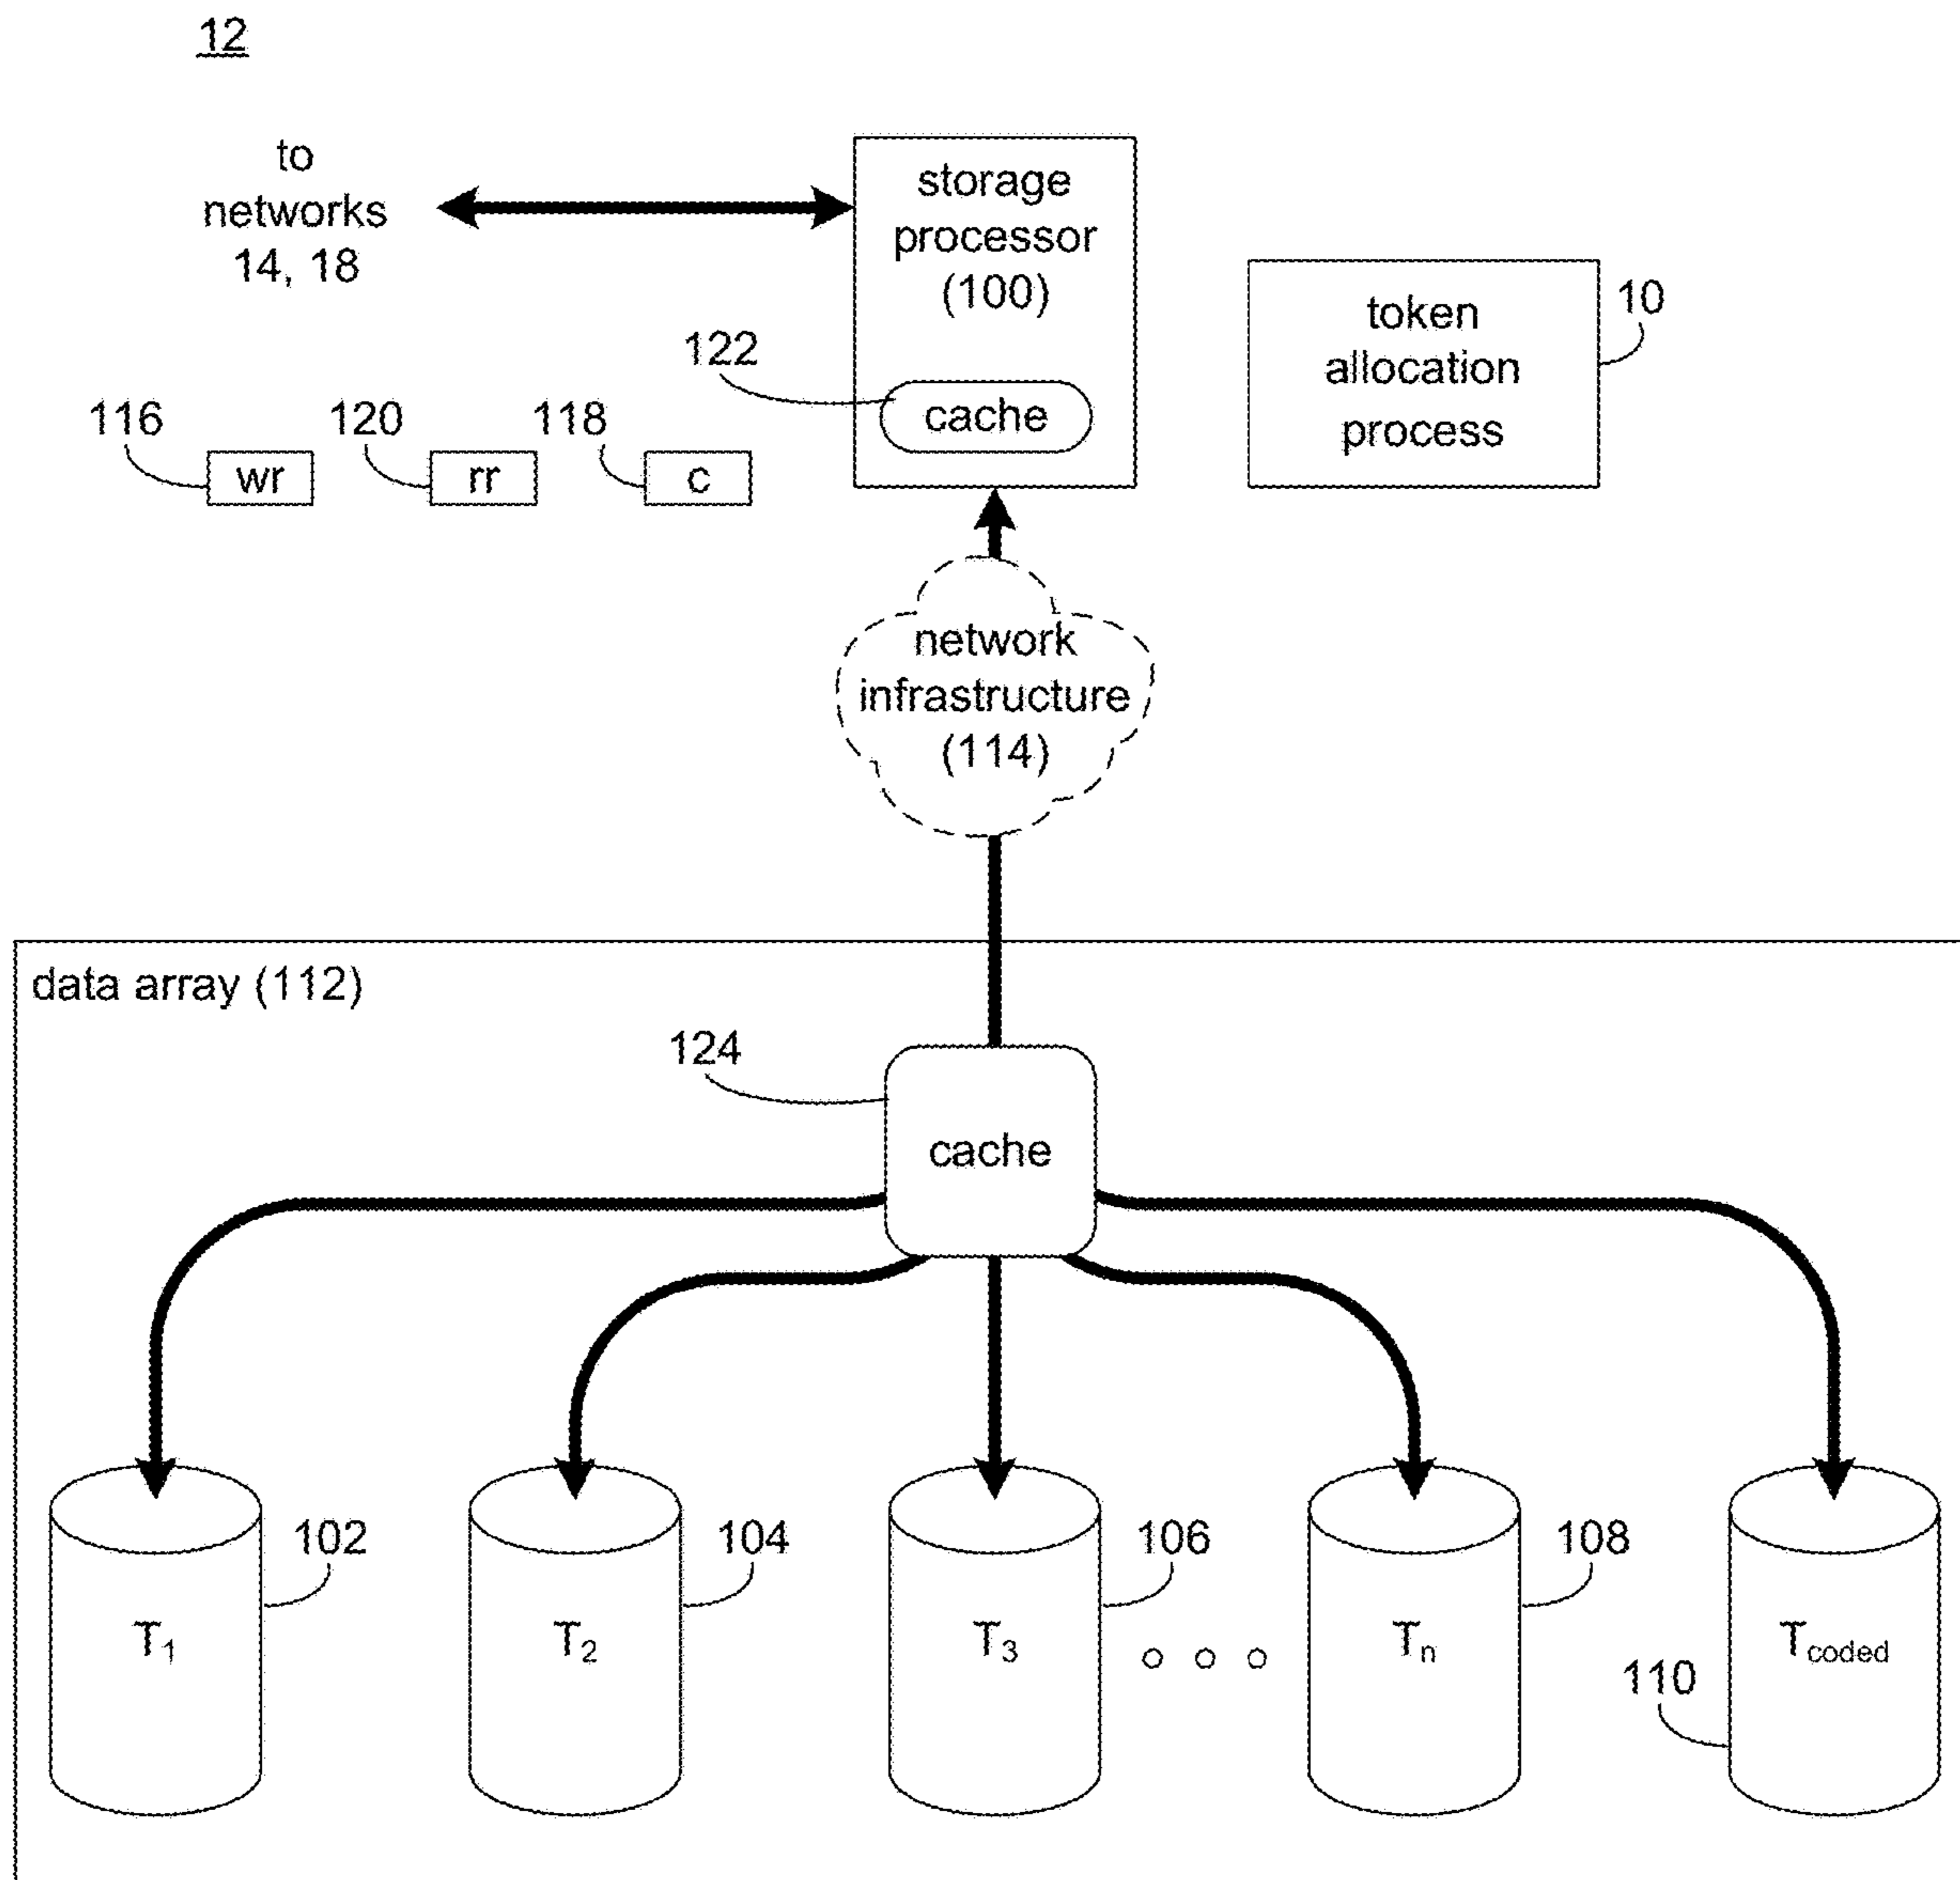 12
to
networks
14, 18
storage
processor
(100)
122
cache
token
allocation
process
10
116
wr
120
rr
118
c
network
infrastructure
(114)
data array (112)
124
cache
102
T1
104
T2
106
T3
108
Tn
110
Tcoded